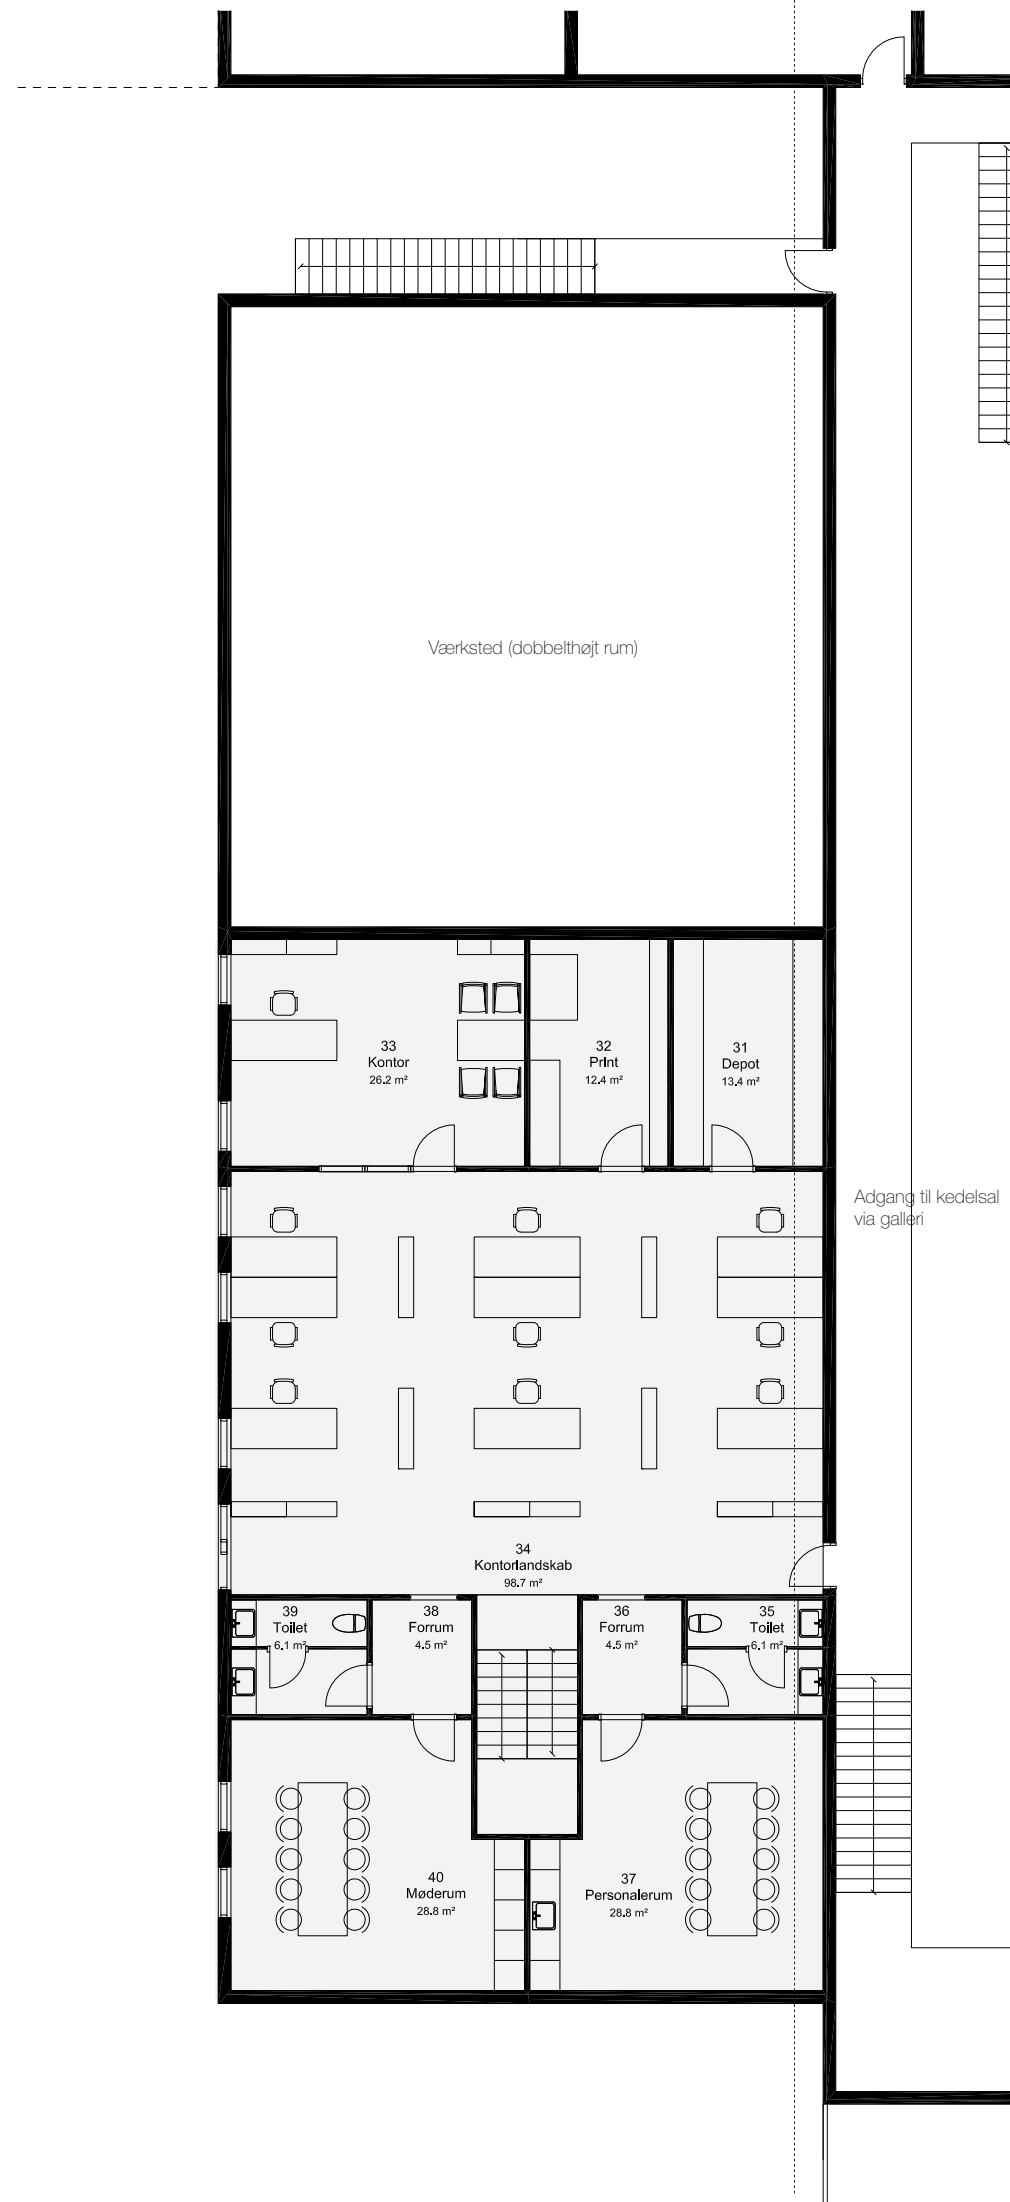 Værksted (dobbelthøjt rum)
33
Kontor
26.2 m²
32
Print
12.4 m²
31
Depot
13.4 m²
Adgang til kedelsal
via galleri
34
Kontorlandskab
98.7 m²
39
Toilet
6.1 m²
38
Forrum
4.5 m²
36
Forrum
4.5 m²
35
Toilet
6.1 m²
40
Møderum
28.8 m²
37
Personalerum
28.8 m²